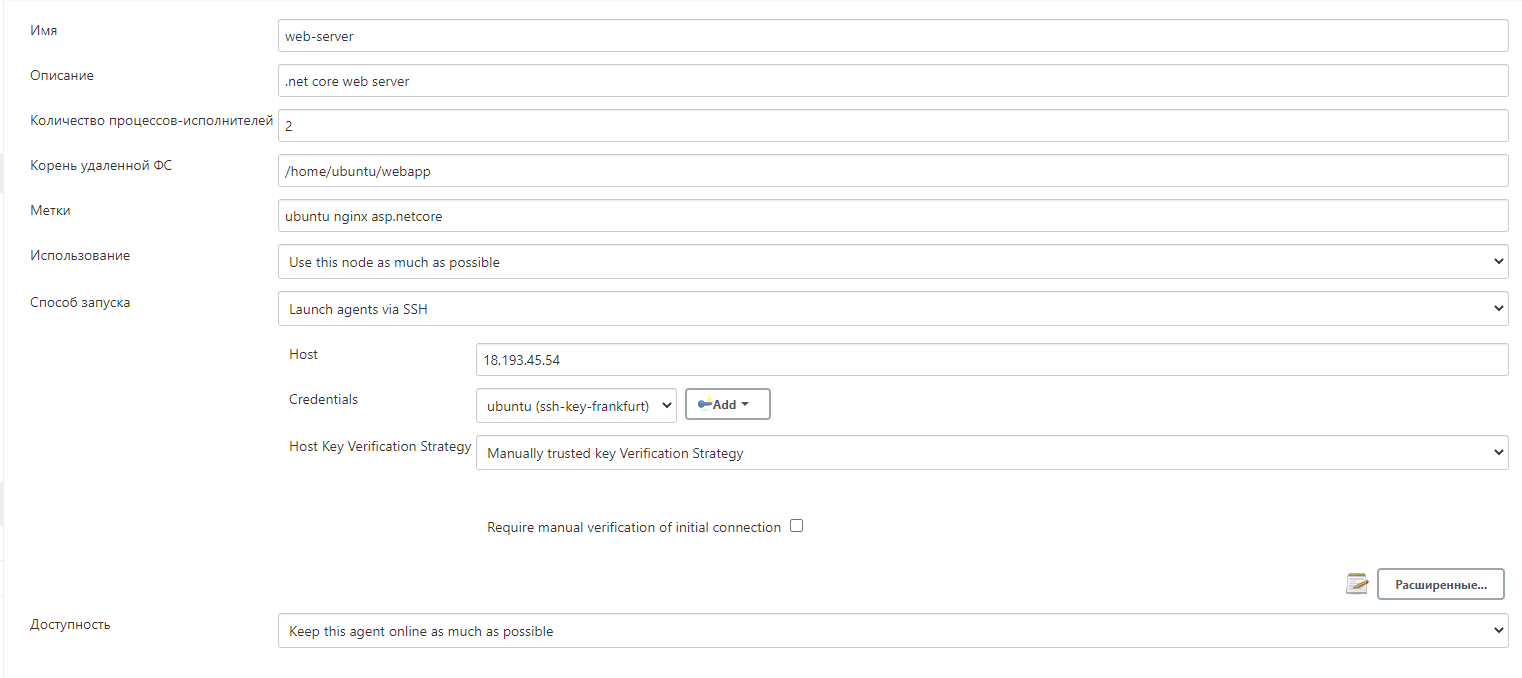 Имя
web-server
Описание
.net core web server
Количество процессов-исполнителей
2
Корень удаленной ФС
/home/ubuntu/webapp
Метки
ubuntu nginx asp.netcore
Использование
Use this node as much as possible
Способ запуска
Launch agents via SSH
Host
18.193.45.54
Credentials
ubuntu (ssh-key-frankfurt)
Add
Host Key Verification Strategy
Manually trusted key Verification Strategy
Require manual verification of initial connection
Расширенные...
Доступность
Keep this agent online as much as possible